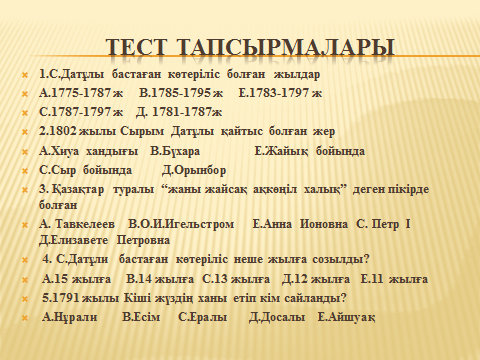 ТЕСТ ТАПСЫРМАЛАРЫ
1.С.Датұлы бастаған көтеріліс болған жылдар
А.1775-1787 ж В.1785-1795 ж Е.1783-1797 ж
С.1787-1797 ж Д. 1781-1787ж
2.1802 жылы Сырым Датұлы қайтыс болған жер
А.Хиуа хандығы В.Бұхара Е.Жайық бойында
С.Сыр бойында Д.Орынбор
3. Қазақтар туралы “жаны жайсақ ақкөңіл халық” деген пікірде
болған
А. Тавкелеев В.О.И.Игельстром Е.Анна Ионовна С. Петр І
Д.Елизавете Петровна
4. С.Датұли бастаған көтеріліс неше жылға созылды?
А.15 жылға В.14 жылға С.13 жылға Д.12 жылға Е.11 жылға
5.1791 жылы Кіші жүздің ханы етіп кім сайланды?
А.Нұрали В.Есім С.Ералы Д.Досалы Е.Айшуақ